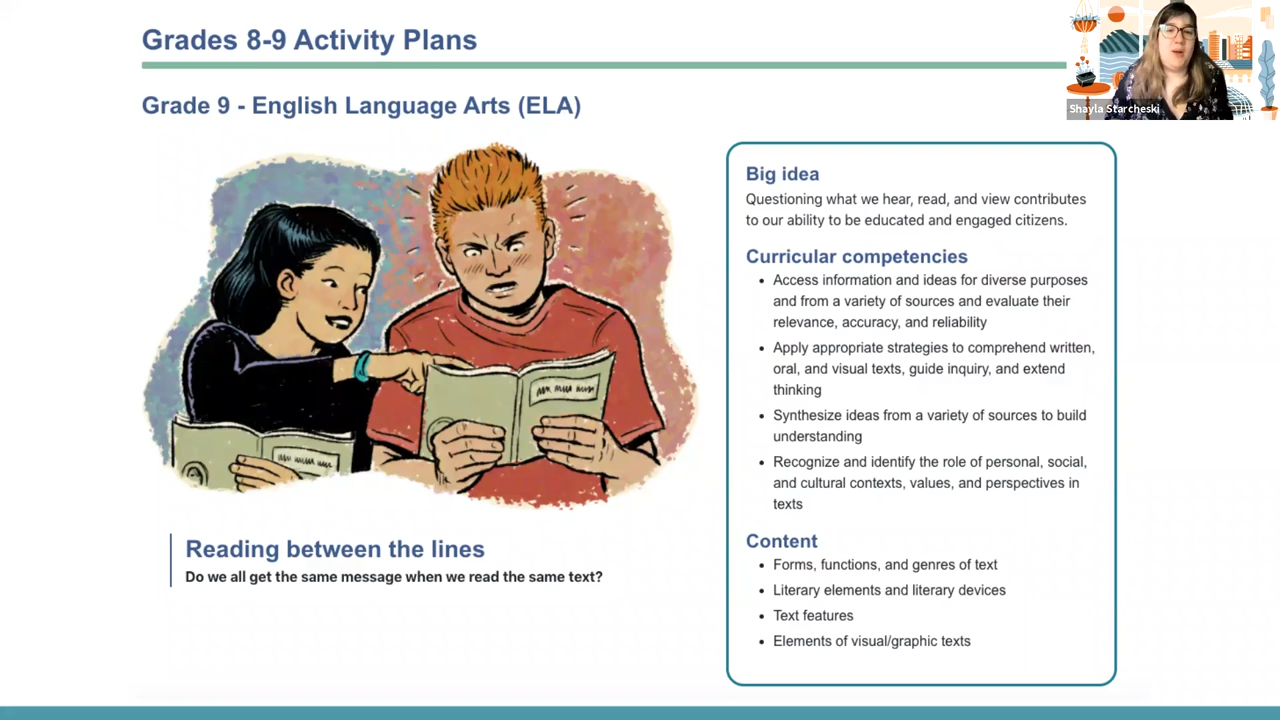 Grades 8-9 Activity Plans
Shayla Starcheski
Grade 9 - English Language Arts (ELA)
Reading between the lines
Do we all get the same message when we read the same text?
Big idea
Questioning what we hear, read, and view contributes
to our ability to be educated and engaged citizens.
Curricular competencies
• Access information and ideas for diverse purposes
and from a variety of sources and evaluate their
relevance, accuracy, and reliability
• Apply appropriate strategies to comprehend written,
oral, and visual texts, guide inquiry, and extend
thinking
• Synthesize ideas from a variety of sources to build
understanding
• Recognize and identify the role of personal, social,
and cultural contexts, values, and perspectives in
texts
Content
• Forms, functions, and genres of text
• Literary elements and literary devices
• Text features
• Elements of visual/graphic texts